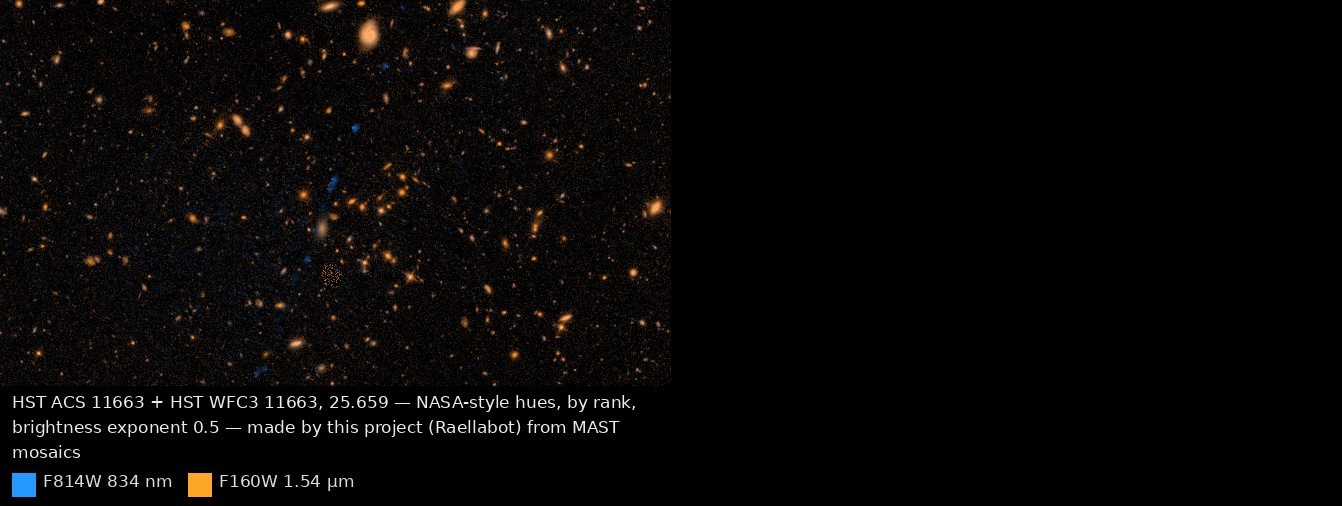 HST ACS 11663 + HST WFC3 11663, 25.659 — NASA-style hues, by rank,
brightness exponent 0.5 — made by this project (Raellabot) from MAST
mosaics
F814W 834 nm F160W 1.54 µm